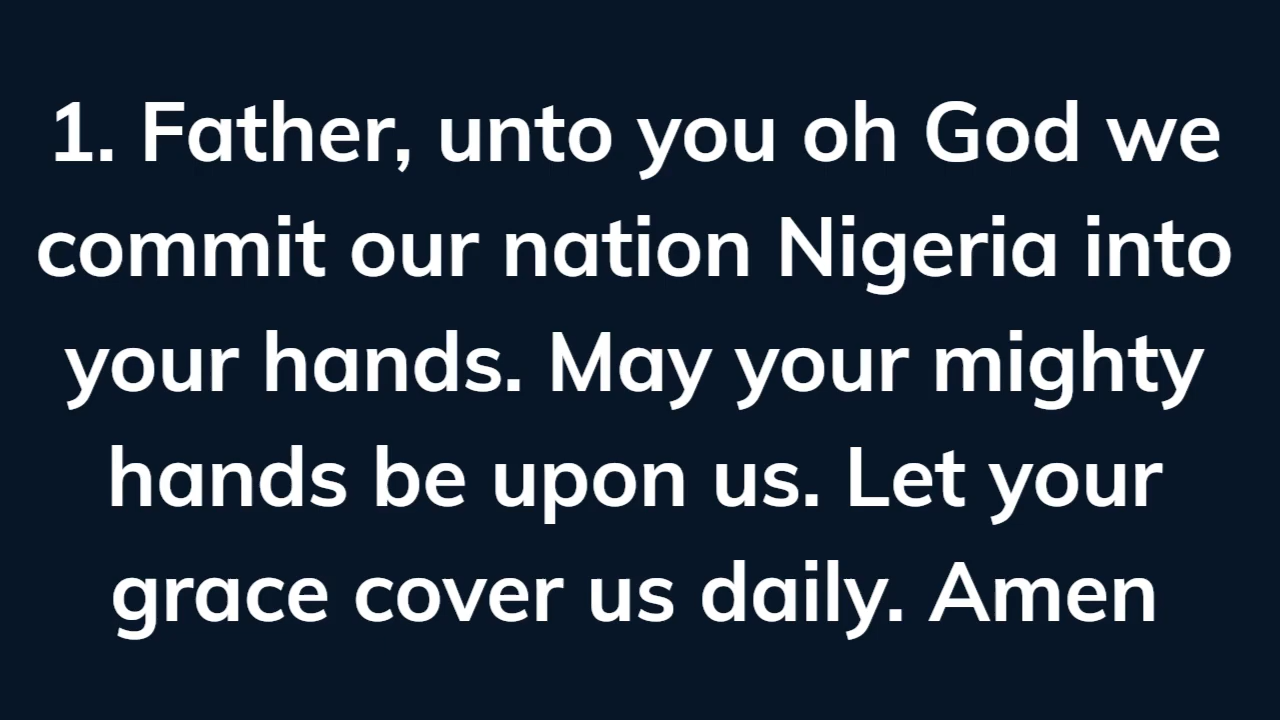 1. Father, unto you oh God we
commit our nation Nigeria into
your hands. May your mighty
hands be upon us. Let your
grace cover us daily. Amen